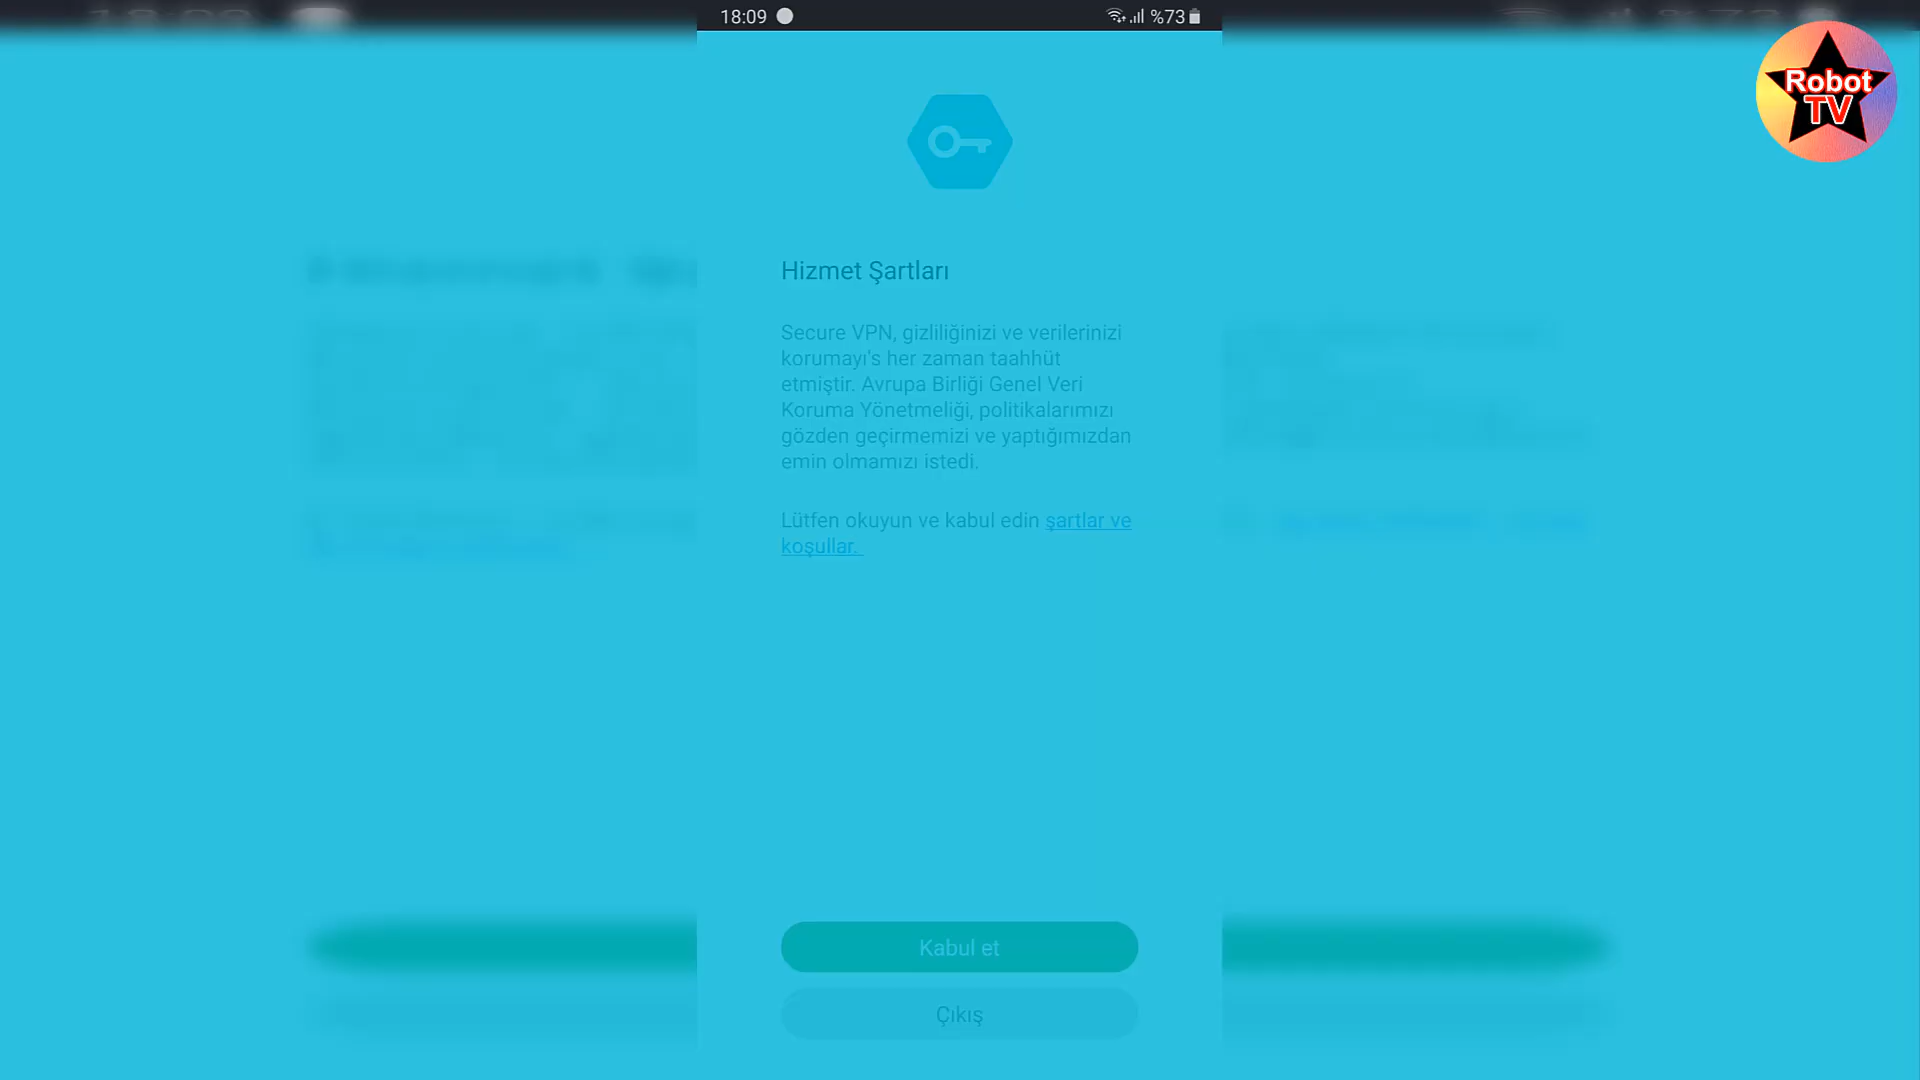 18:09
%73
Robot
TV
Hizmet Şartları
Secure VPN, gizliliğinizi ve verilerinizi
korumayı's her zaman taahhüt
etmiştir. Avrupa Birliği Genel Veri
Koruma Yönetmeliği, politikalarımızı
gözden geçirmemizi ve yaptığımızdan
emin olmamızı istedi.
Lütfen okuyun ve kabul edin şartlar ve
koşullar.
Kabul et
Çıkış